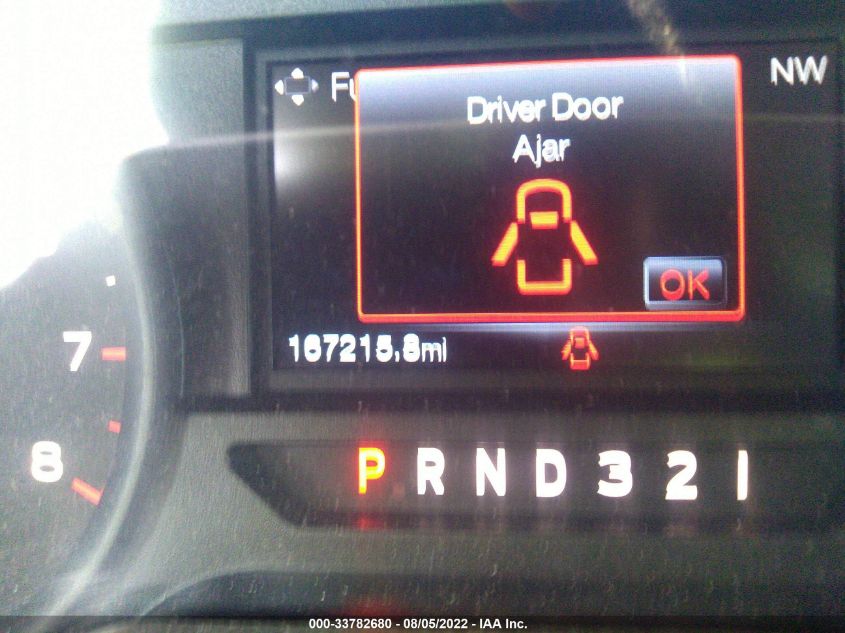 Fu
NW
Driver Door
Ajar
OK
167215.8mi
7
8
P R N D 3 2 1
000-33782680 - 08/05/2022 - IAA Inc.